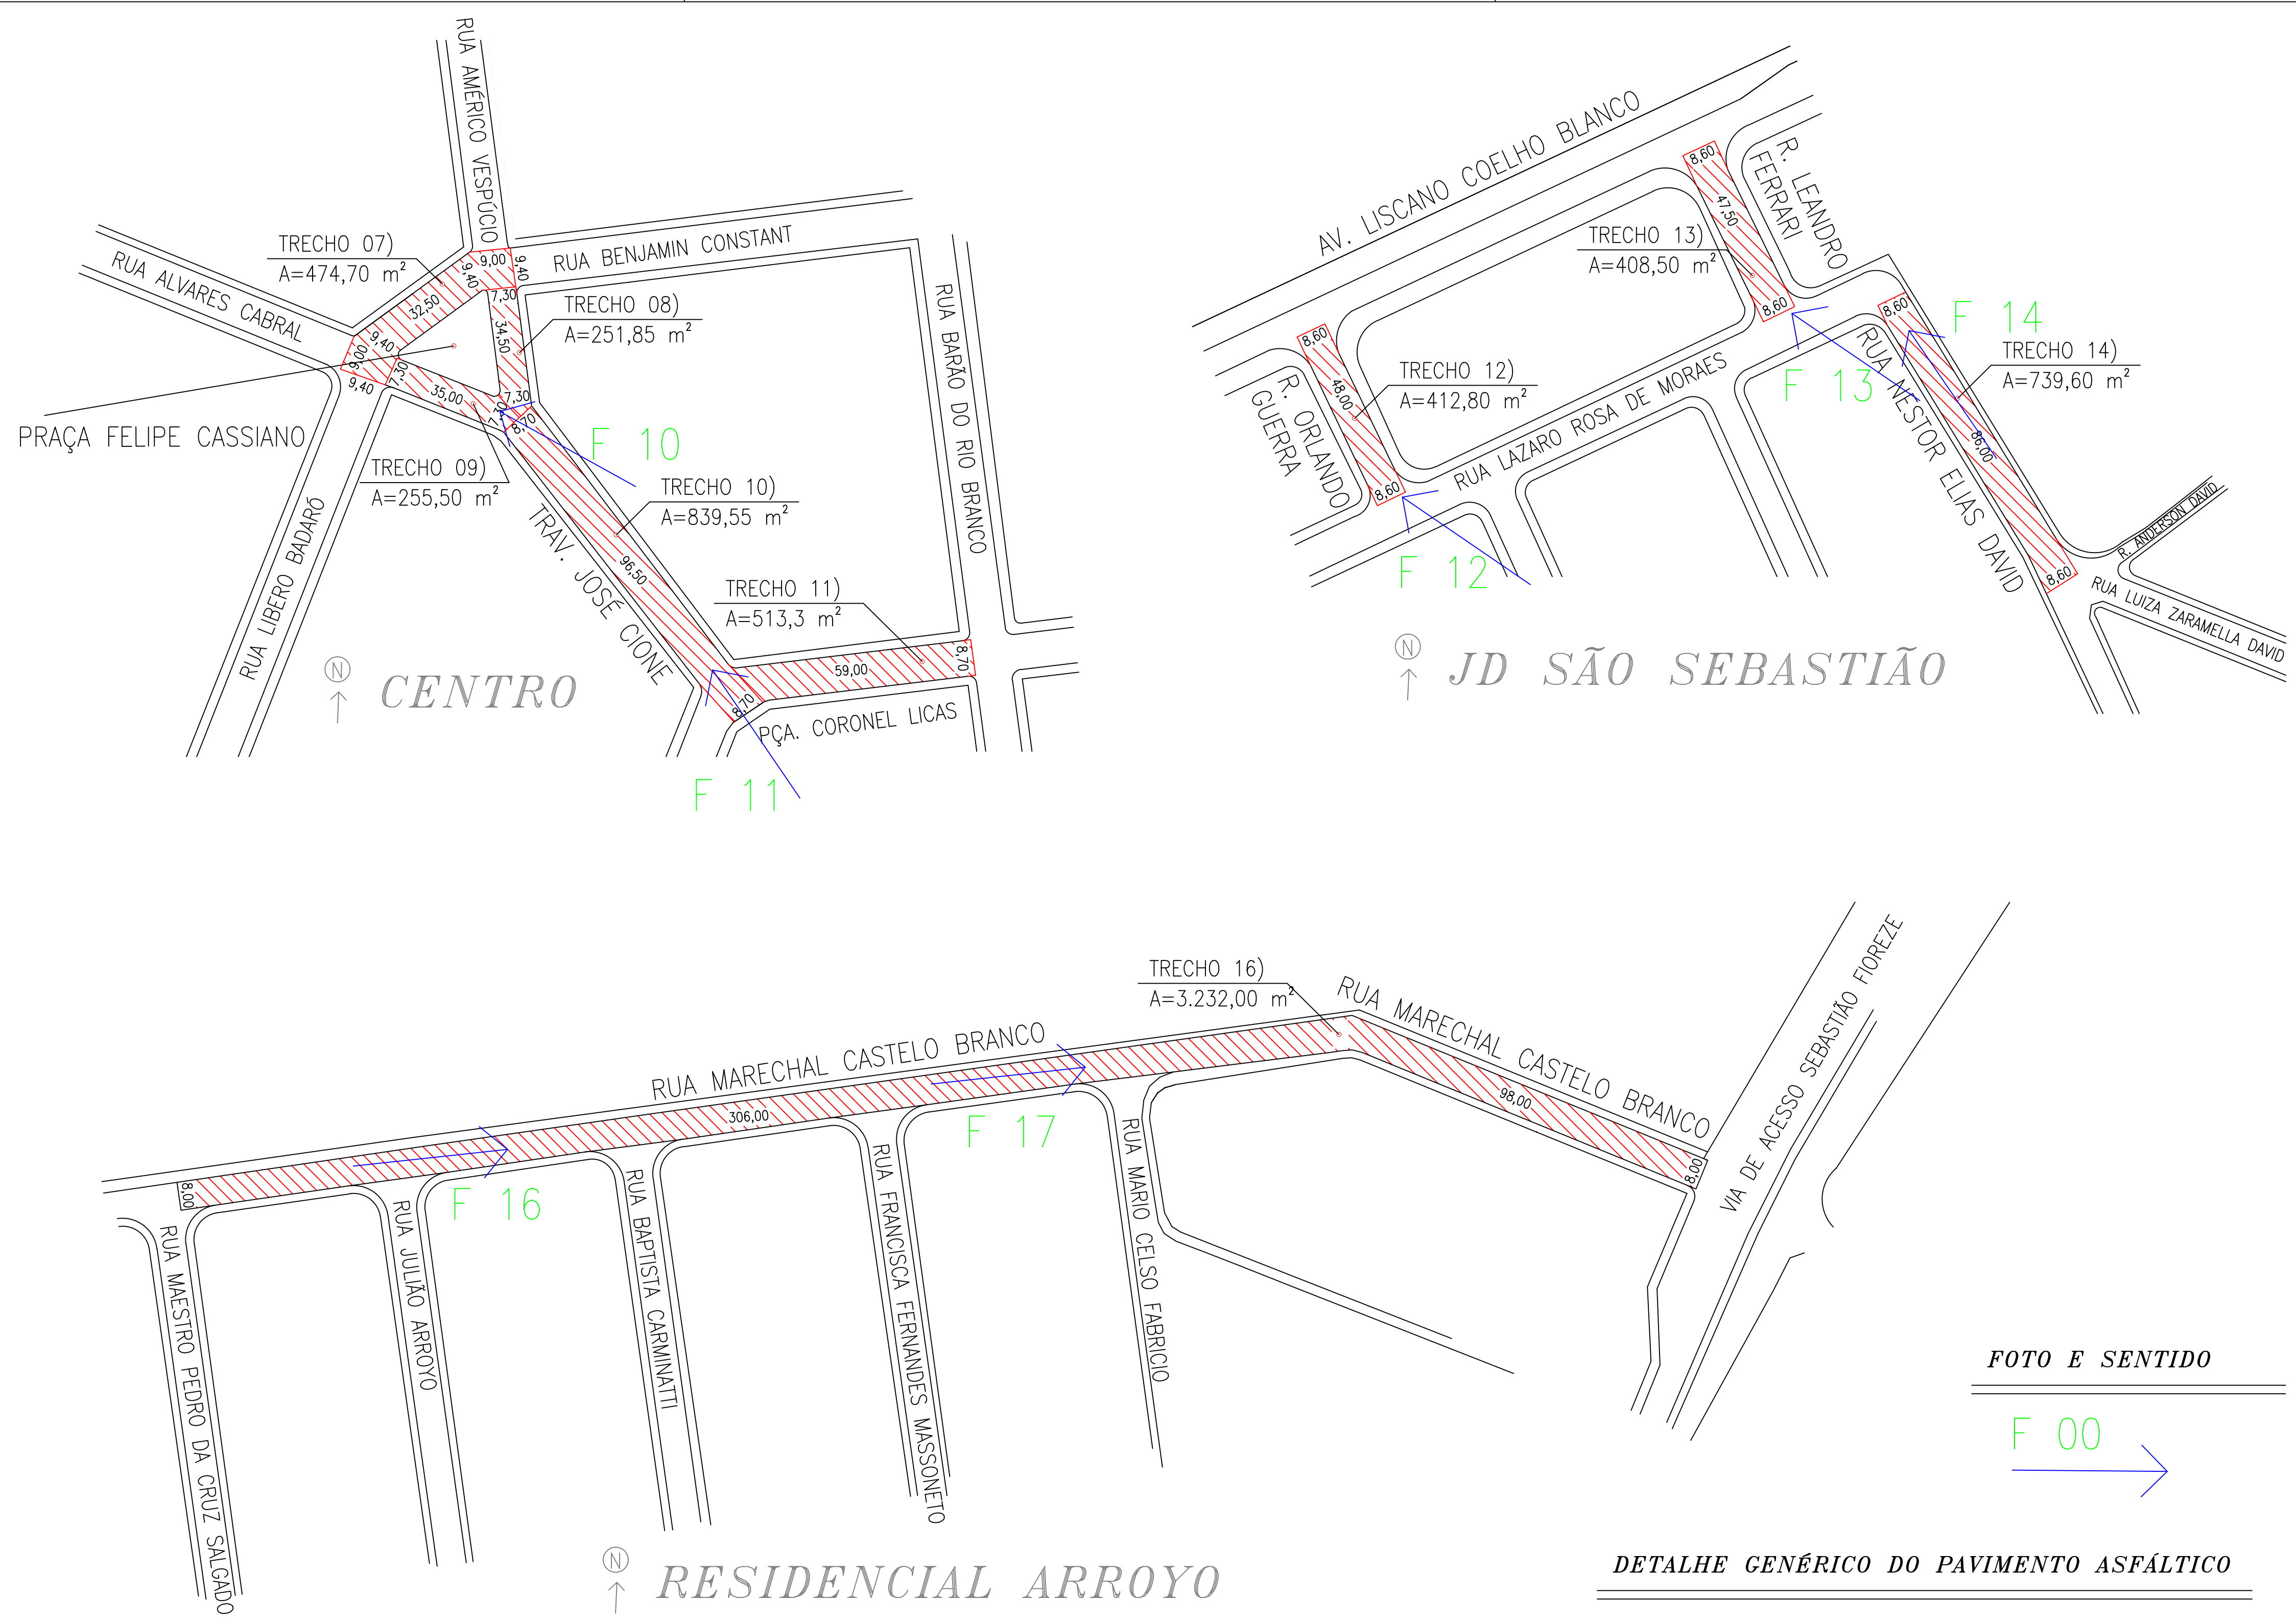 RUA AMÉRICO VESPÚCIO
TRECHO 07)
A=474,70 m²
RUA ALVARES CABRAL
9,00
9,40
9,40
RUA BENJAMIN CONSTANT
32,50
7,30
34,50
TRECHO 08)
A=251,85 m²
9,40
9,00
9,40
7,30
35,00
7,30
7,30
8,70
PRAÇA FELIPE CASSIANO
F 10
TRECHO 09)
A=255,50 m²
TRECHO 10)
A=839,55 m²
RUA BARÃO DO RIO BRANCO
RUA LIBERO BADARÓ
TRAV. JOSÉ CIONE
96,50
TRECHO 11)
A=513,3 m²
59,00
8,70
8,70
PÇA. CORONEL LICAS
N
CENTRO
F 11
AV. LISCANO COELHO BLANCO
R. LEANDRO
FERRARI
8,60
47,50
8,60
TRECHO 13)
A=408,50 m²
8,60
48,00
8,60
TRECHO 12)
A=412,80 m²
R. ORLANDO
GUERRA
RUA LAZARO ROSA DE MORAES
F 12
F 13
F 14
8,60
86,00
8,60
TRECHO 14)
A=739,60 m²
RUA NESTOR ELIAS DAVID
R. ANDERSON DAVID
RUA LUIZA ZARAMELLA DAVID
N
JD SÃO SEBASTIÃO
TRECHO 16)
A=3.232,00 m²
RUA MARECHAL CASTELO BRANCO
RUA MARECHAL CASTELO BRANCO
VIA DE ACESSO SEBASTIÃO FIOREZE
306,00
98,00
8,00
8,00
F 16
F 17
RUA MAESTRO PEDRO DA CRUZ SALGADO
RUA JULIÃO ARROYO
RUA BAPTISTA CARMINATTI
RUA FRANCISCA FERNANDES MASSONETO
RUA MARIO CELSO FABRICIO
N
RESIDENCIAL ARROYO
FOTO E SENTIDO
F 00
DETALHE GENÉRICO DO PAVIMENTO ASFÁLTICO